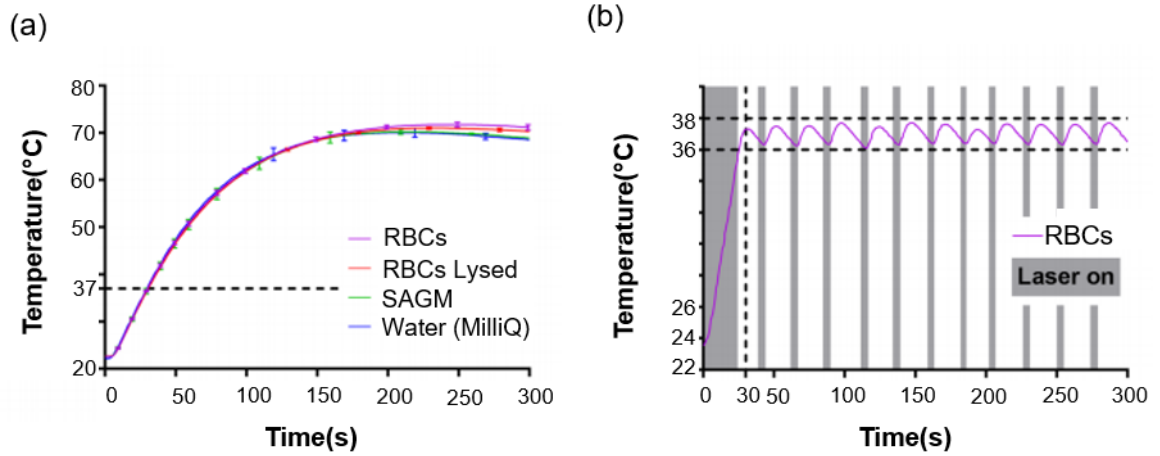 (a)
(b)
Temperature(°C)
80
70
60
50
37
20
RBCs
RBCs Lysed
SAGM
Water (MilliQ)
0 50 100 150 200 250 300
Time(s)
Temperature(°C)
38
36
26
24
22
RBCs
Laser on
0 30 50 100 150 200 250 300
Time(s)